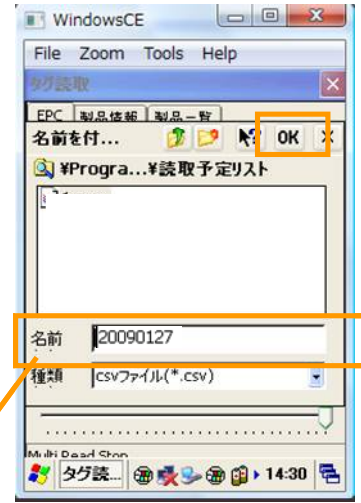 WindowsCE
File Zoom Tools Help
タグ読取
EPC 製品情報 製品一覧
名前を付... OK ×
¥Progra...¥読取予定リスト
名前 20090127
種類 csvファイル(*.csv)
Multi Read Stop
タグ読... 14:30